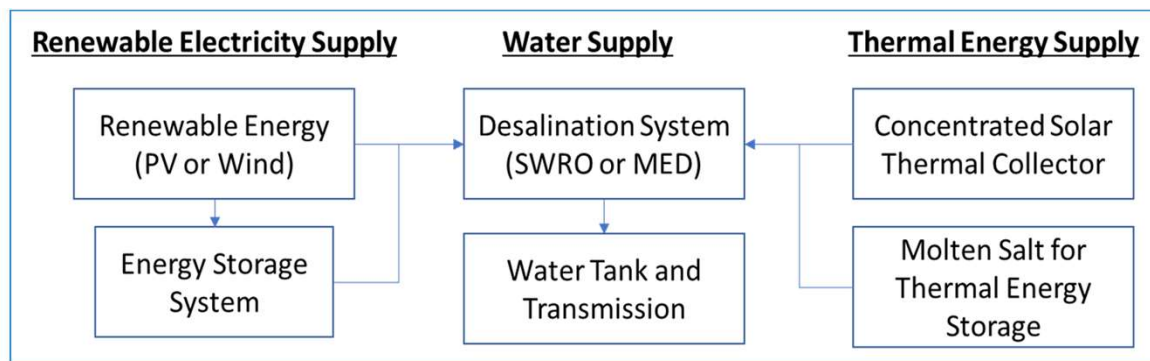 Renewable Electricity Supply
Water Supply
Thermal Energy Supply
Renewable Energy
(PV or Wind)
Desalination System
(SWRO or MED)
Concentrated Solar
Thermal Collector
Energy Storage
System
Water Tank and
Transmission
Molten Salt for
Thermal Energy
Storage